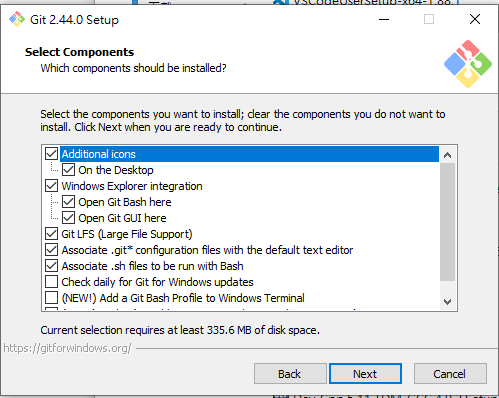 VSCodeUserSetup-x64-1.88.
Git 2.44.0 Setup
Select Components
Which components should be installed?
Select the components you want to install; clear the components you do not want to
install. Click Next when you are ready to continue.
Additional icons
On the Desktop
Windows Explorer integration
Open Git Bash here
Open Git GUI here
Git LFS (Large File Support)
Associate .git* configuration files with the default text editor
Associate .sh files to be run with Bash
Check daily for Git for Windows updates
(NEW!) Add a Git Bash Profile to Windows Terminal
Current selection requires at least 335.6 MB of disk space.
https://gitforwindows.org/
Back
Next
Cancel